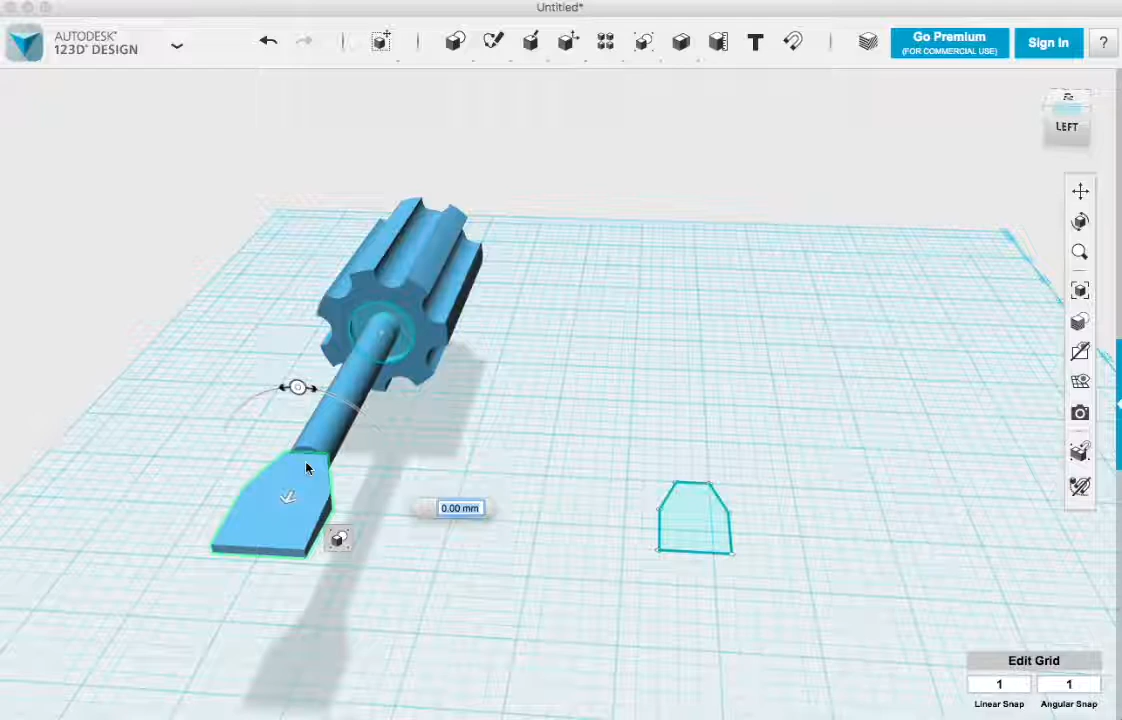 Untitled*
AUTODESK®
123D® DESIGN
Go Premium
(FOR COMMERCIAL USE)
Sign In
?
LEFT
0.00 mm
Edit Grid
1
1
Linear Snap
Angular Snap